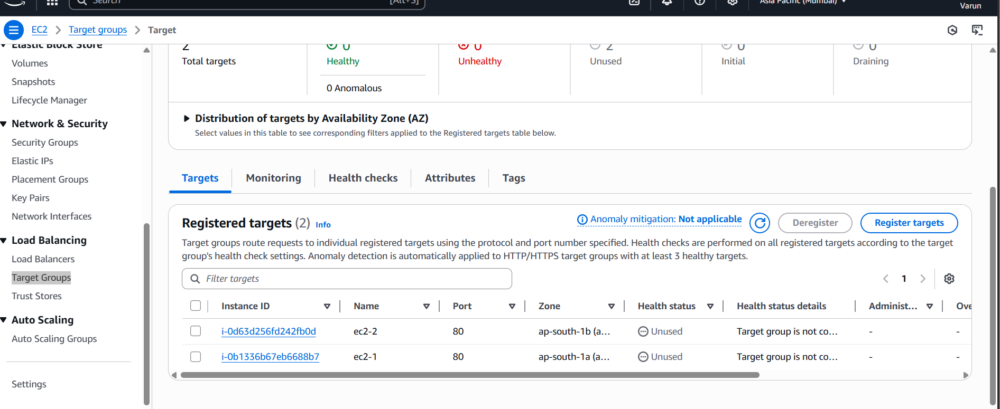 Search
[Alt+S]
Asia Pacific (Mumbai)
Varun
EC2 > Target groups > Target
Elastic Block Store
Volumes
Snapshots
Lifecycle Manager
Network & Security
Security Groups
Elastic IPs
Placement Groups
Key Pairs
Network Interfaces
Load Balancing
Load Balancers
Target Groups
Trust Stores
Auto Scaling
Auto Scaling Groups
Settings
2 0 0 2 0 0
Total targets Healthy Unhealthy Unused Initial Draining
0 Anomalous
Distribution of targets by Availability Zone (AZ)
Select values in this table to see corresponding filters applied to the Registered targets table below.
Targets Monitoring Health checks Attributes Tags
Registered targets (2) Info Anomaly mitigation: Not applicable Deregister Register targets
Target groups route requests to individual registered targets using the protocol and port number specified. Health checks are performed on all registered targets according to the target
group's health check settings. Anomaly detection is automatically applied to HTTP/HTTPS target groups with at least 3 healthy targets.
Filter targets 1
Instance ID Name Port Zone Health status Health status details Administ... Ove
i-0d63d256fd242fb0d ec2-2 80 ap-south-1b (a... Unused Target group is not co... - -
i-0b1336b67eb6688b7 ec2-1 80 ap-south-1a (a... Unused Target group is not co... - -